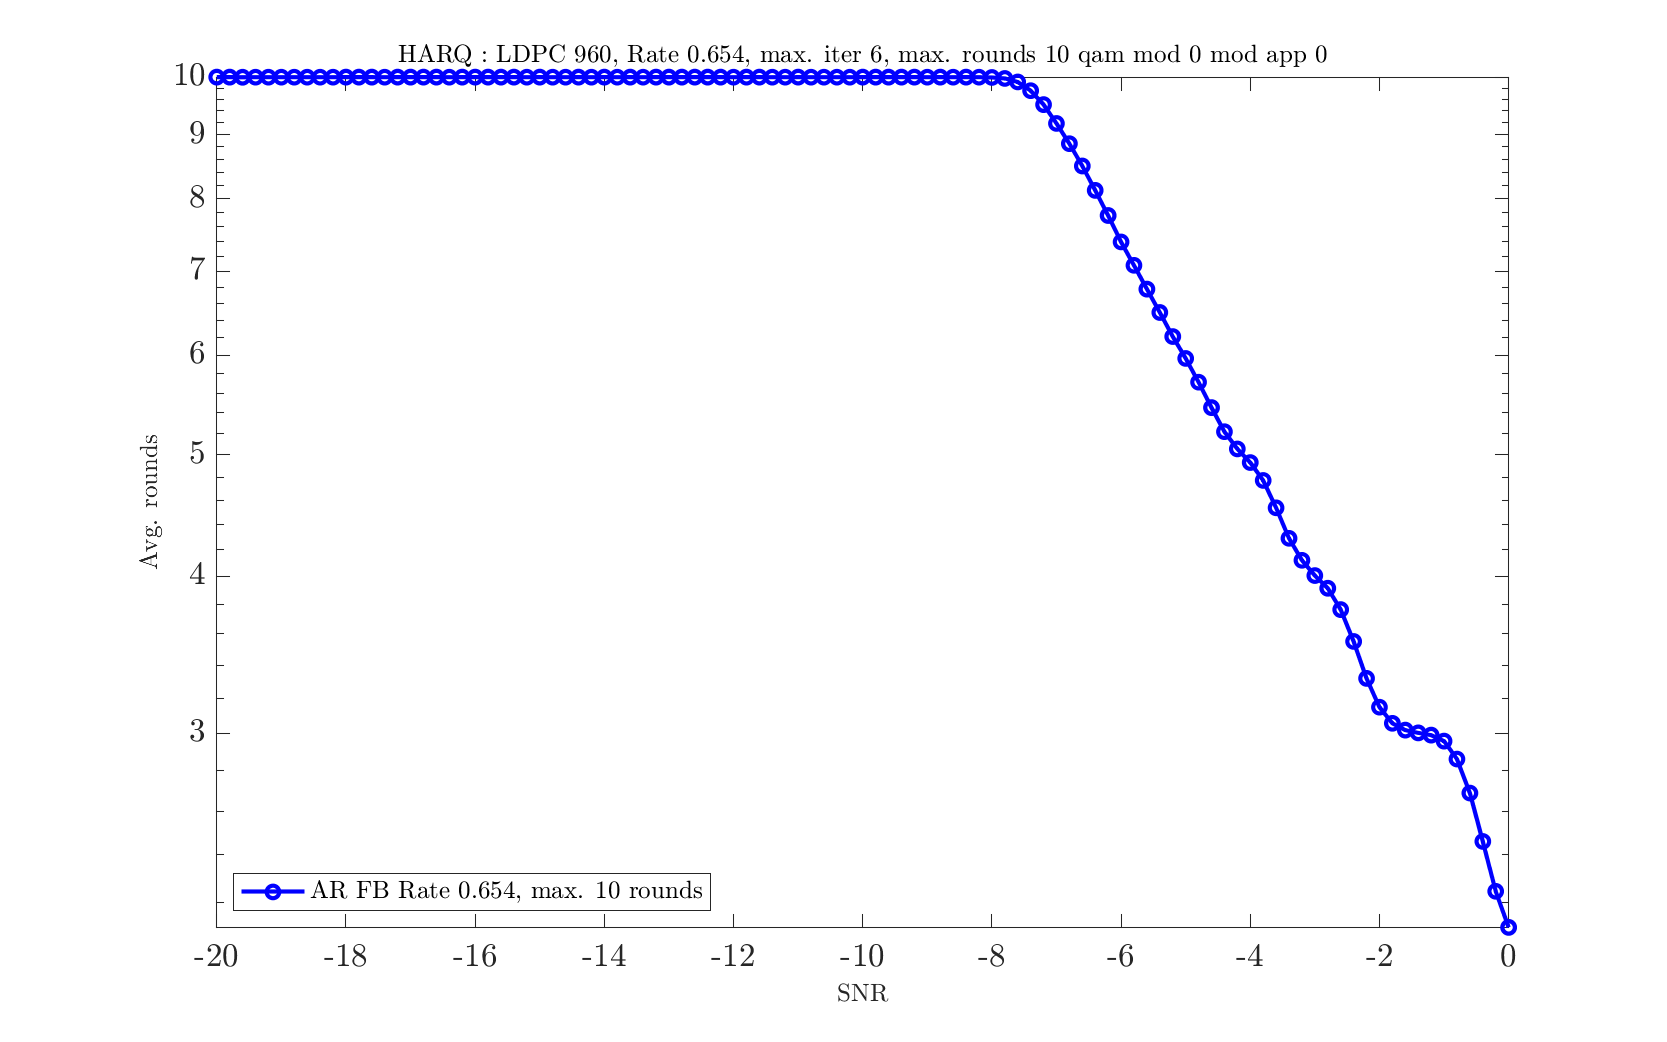 HARQ : LDPC 960, Rate 0.654, max. iter 6, max. rounds 10 qam mod 0 mod app 0
10
9
8
7
6
5
4
3
Avg. rounds
AR FB Rate 0.654, max. 10 rounds
-20 -18 -16 -14 -12 -10 -8 -6 -4 -2 0
SNR